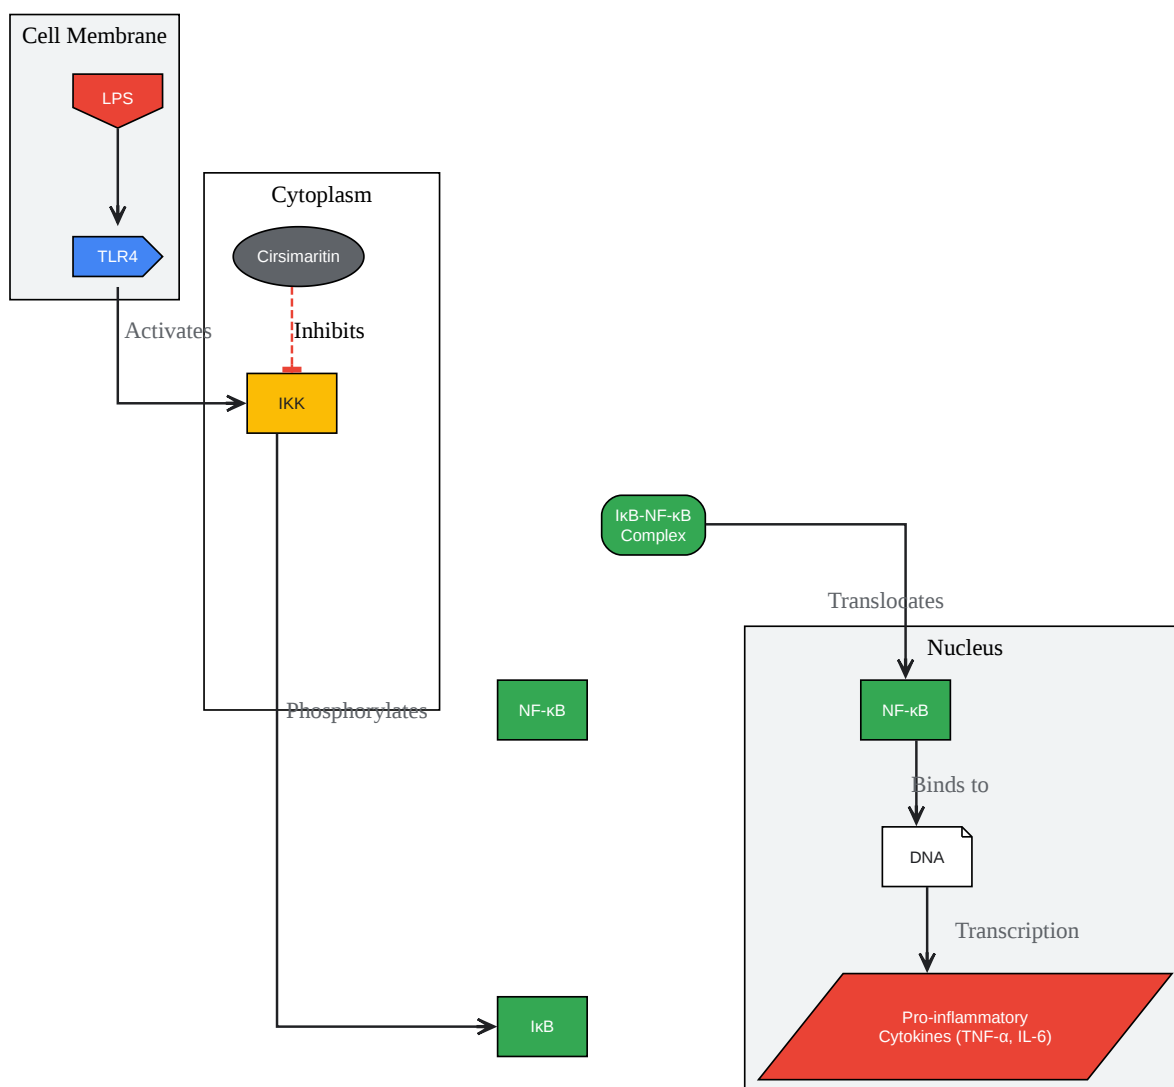 Cell Membrane
LPS
TLR4
Activates
Cytoplasm
Cirsimaritin
Inhibits
IKK
Phosphorylates
IκB-NF-κB
Complex
Translocates
NF-κB
IκB
Nucleus
NF-κB
Binds to
DNA
Transcription
Pro-inflammatory
Cytokines (TNF-α, IL-6)